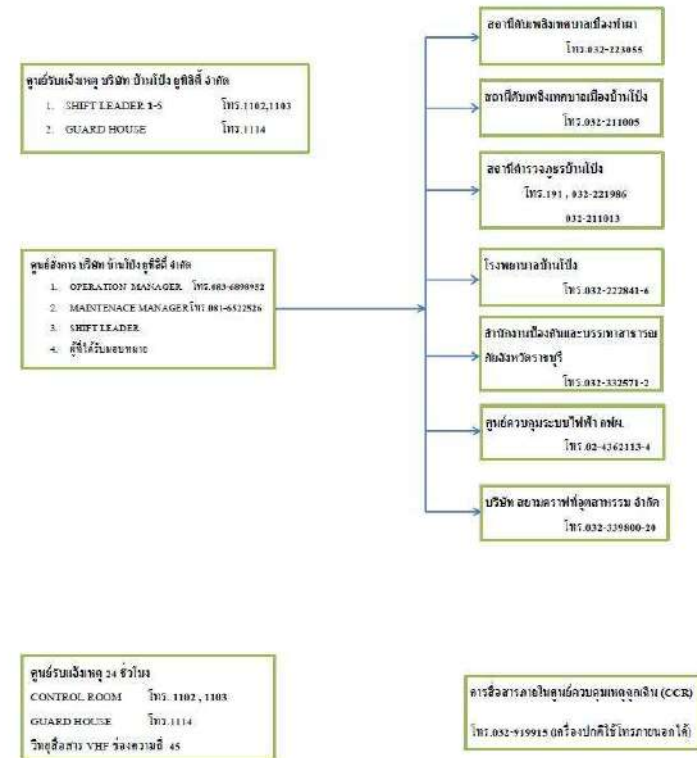 ศูนย์รับแจ้งเหตุ บริษัท บ้านโป่ง ยูทิลิตี้ จำกัด
1. SHIFT LEADER 1-5 โทร.1102,1103
2. GUARD HOUSE โทร.1114
ศูนย์สั่งการ บริษัท บ้านโป่ง ยูทิลิตี้ จำกัด
1. OPERATION MANAGER โทร.083-6898952
2. MAINTENACE MANAGER โทร.081-6522526
3. SHIFT LEADER
4. ผู้ที่ได้รับมอบหมาย
สถานีดับเพลิงเทศบาลเมืองท่าผา
โทร.032-223055
สถานีดับเพลิงเทศบาลเมืองบ้านโป่ง
โทร.032-211005
สถานีตำรวจภูธรบ้านโป่ง
โทร.191 , 032-221986
032-211013
โรงพยาบาลบ้านโป่ง
โทร.032-222841-6
สำนักงานป้องกันและบรรเทาสาธารณ
ภัยจังหวัดราชบุรี
โทร.032-332571-2
ศูนย์ควบคุมระบบไฟฟ้า กฟผ.
โทร.02-4362113-4
บริษัท สยามคราฟท์อุตสาหกรรม จำกัด
โทร.032-339800-20
ศูนย์รับแจ้งเหตุ 24 ชั่วโมง
CONTROL ROOM โทร. 1102 , 1103
GUARD HOUSE โทร.1114
วิทยุสื่อสาร VHF ช่องความถี่ 45
การสื่อสารภายในศูนย์ควบคุมเหตุฉุกเฉิน (CCR)
โทร.032-919915 (เครื่องปกติใช้โทรภายนอกได้)